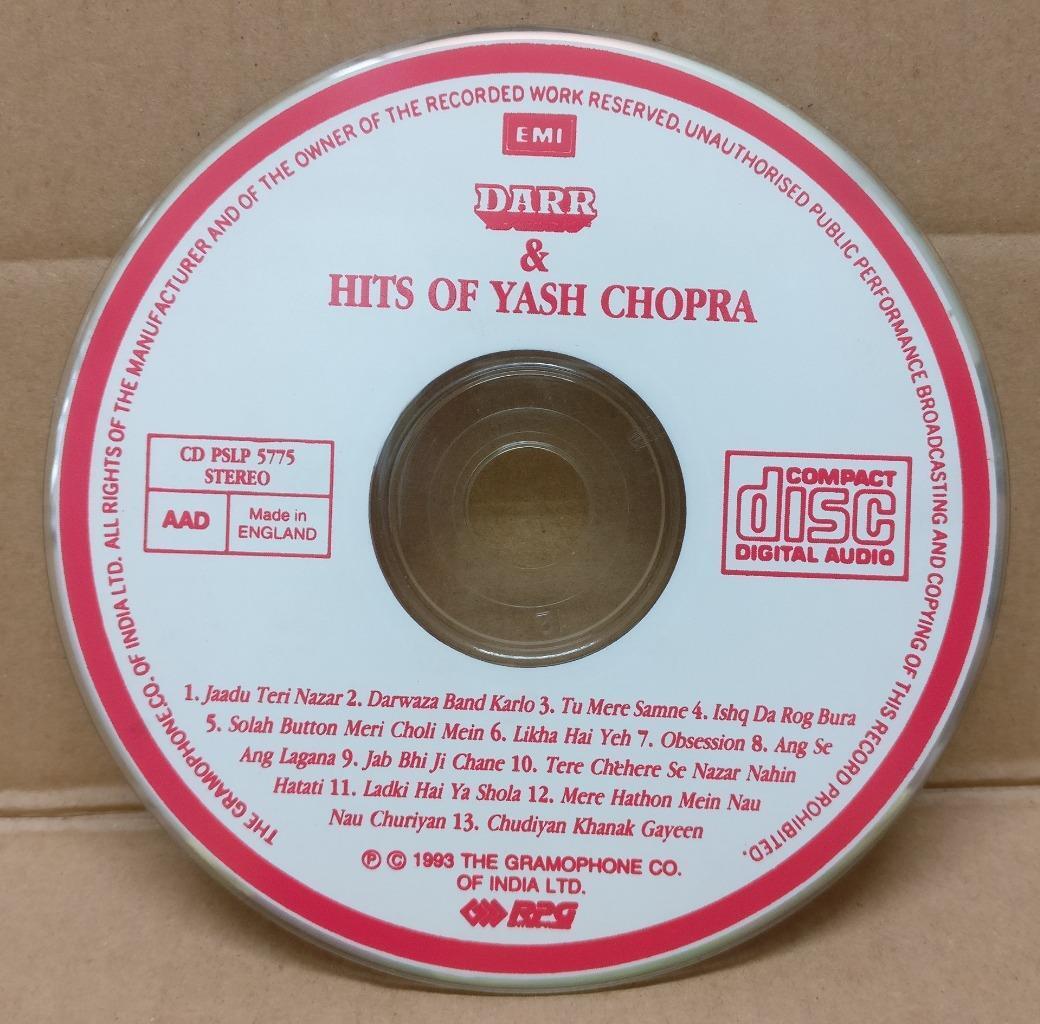 THE GRAMOPHONE CO. OF INDIA LTD. ALL RIGHTS OF THE MANUFACTURER AND OF THE OWNER OF THE RECORDED WORK RESERVED. UNAUTHORISED PUBLIC PERFORMANCE BROADCASTING AND COPYING OF THIS RECORD PROHIBITED.
EMI
DARR
&
HITS OF YASH CHOPRA
CD PSLP 5775
STEREO
AAD
Made in
ENGLAND
COMPACT
disc
DIGITAL AUDIO
1. Jaadu Teri Nazar 2. Darwaza Band Karlo 3. Tu Mere Samne 4. Ishq Da Rog Bura
5. Solah Button Meri Choli Mein 6. Likha Hai Yeh 7. Obsession 8. Ang Se
Ang Lagana 9. Jab Bhi Ji Chane 10. Tere Chehere Se Nazar Nahin
Hatati 11. Ladki Hai Ya Shola 12. Mere Hathon Mein Nau
Nau Churiyan 13. Chudiyan Khanak Gayeen
℗ © 1993 THE GRAMOPHONE CO.
OF INDIA LTD.
RPG